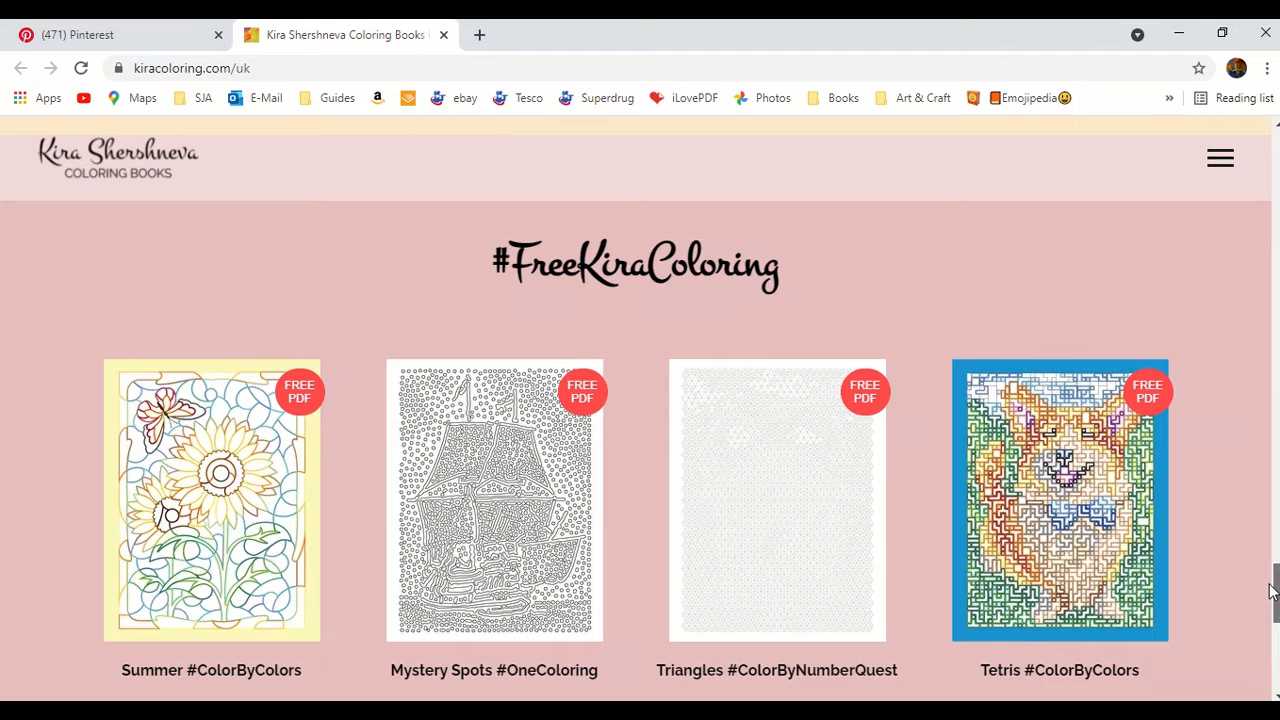 (471) Pinterest
Kira Shershneva Coloring Books
kiracoloring.com/uk
Apps Maps SJA E-Mail Guides ebay Tesco Superdrug iLovePDF Photos Books Art & Craft Emojipedia😃 » Reading list
Kira Shershneva
COLORING BOOKS
#FreeKiraColoring
FREE PDF
FREE PDF
FREE PDF
FREE PDF
Summer #ColorByColors
Mystery Spots #OneColoring
Triangles #ColorByNumberQuest
Tetris #ColorByColors